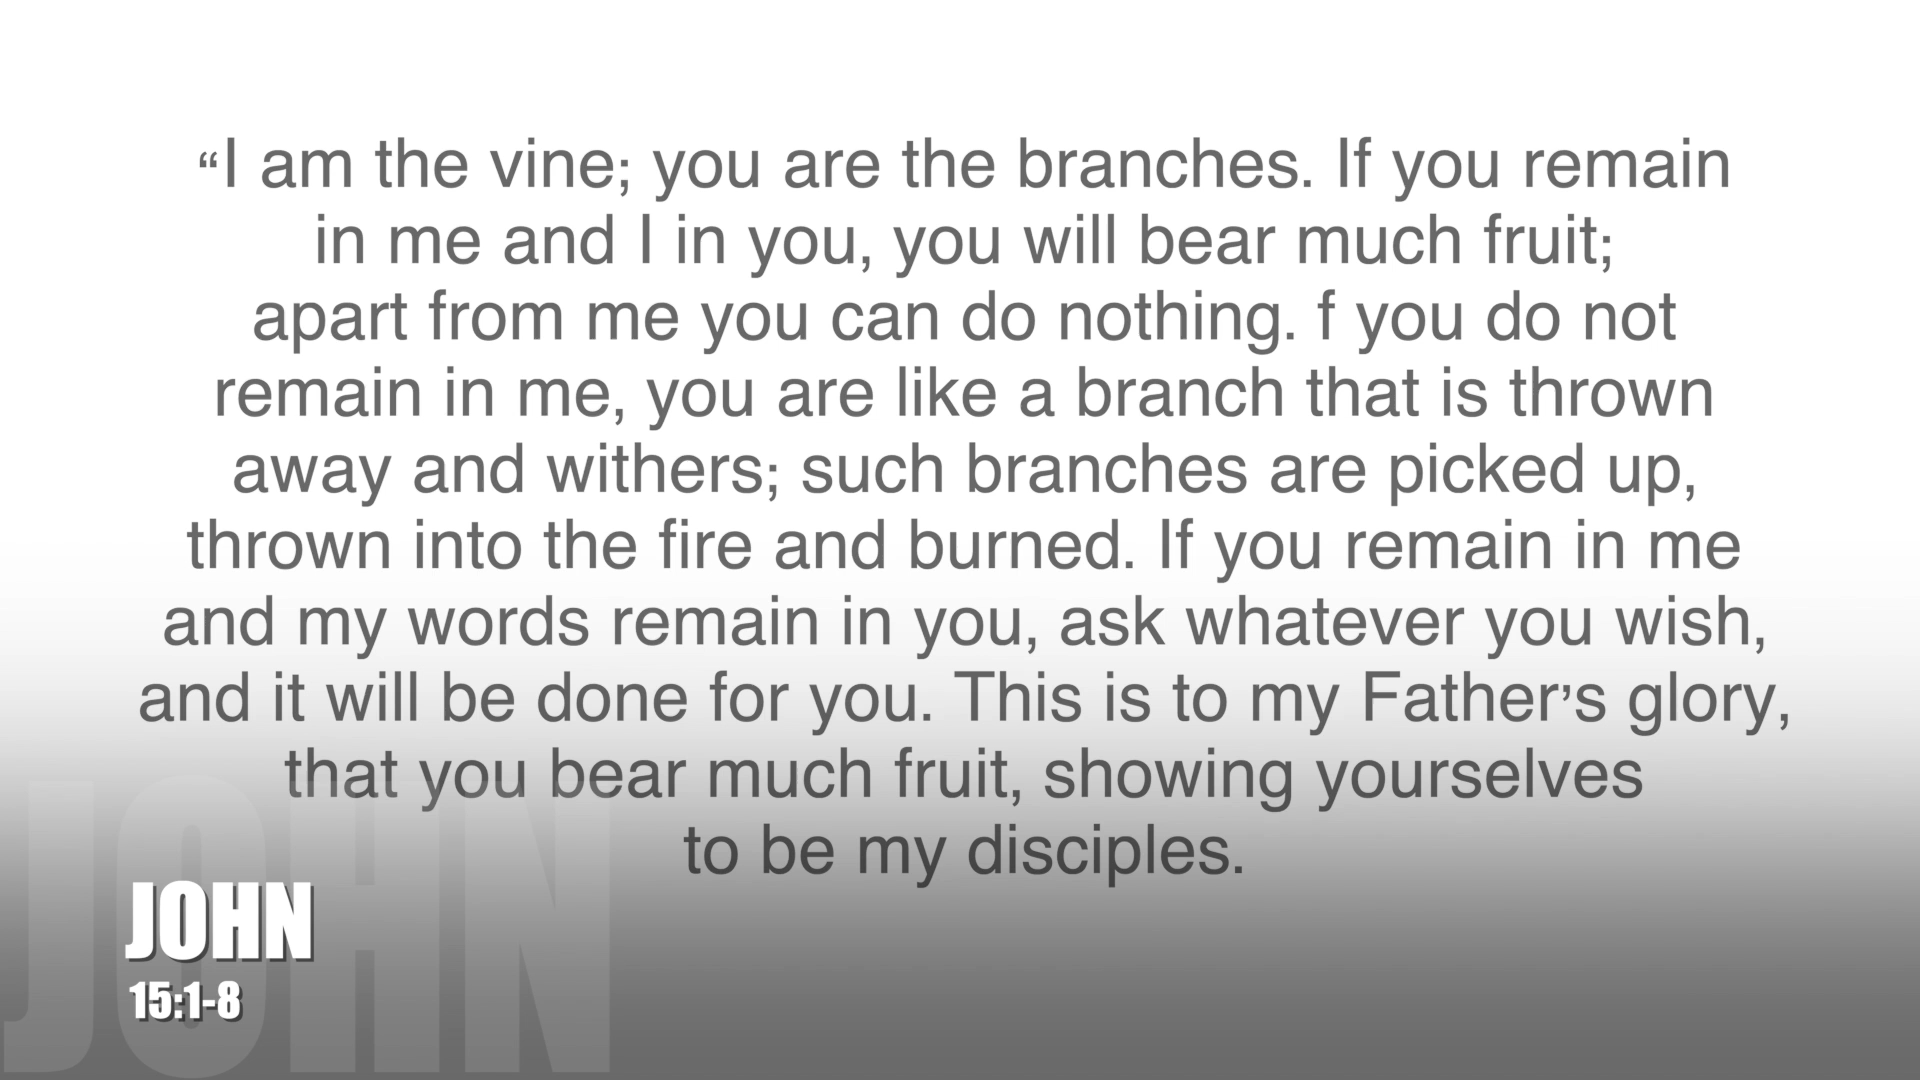 “I am the vine; you are the branches. If you remain
in me and I in you, you will bear much fruit;
apart from me you can do nothing. f you do not
remain in me, you are like a branch that is thrown
away and withers; such branches are picked up,
thrown into the fire and burned. If you remain in me
and my words remain in you, ask whatever you wish,
and it will be done for you. This is to my Father’s glory,
that you bear much fruit, showing yourselves
to be my disciples.
JOHN
JOHN
15:1-8